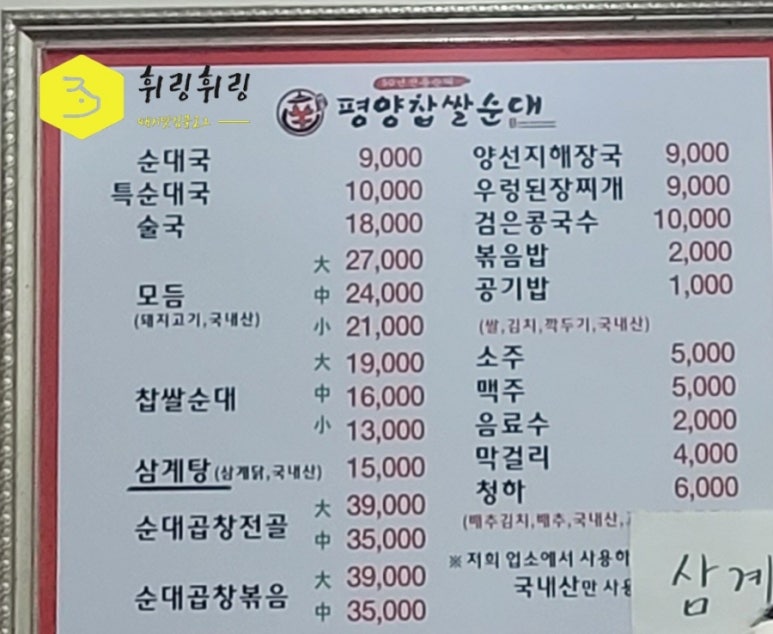 휘링휘링
50년전통순대
평양찹쌀순대
순대국 9,000
특순대국 10,000
술국 18,000
모듬 大 27,000
中 24,000
(돼지고기,국내산) 小 21,000
찹쌀순대 大 19,000
中 16,000
小 13,000
삼계탕 (삼계닭,국내산) 15,000
순대곱창전골 大 39,000
中 35,000
순대곱창볶음 大 39,000
中 35,000
양선지해장국 9,000
우렁된장찌개 9,000
검은콩국수 10,000
볶음밥 2,000
공기밥 1,000
(쌀,김치,깍두기,국내산)
소주 5,000
맥주 5,000
음료수 2,000
막걸리 4,000
청하 6,000
(배추김치,배추,국내산,
※ 저희 업소에서 사용하
국내산만 사용
삼계